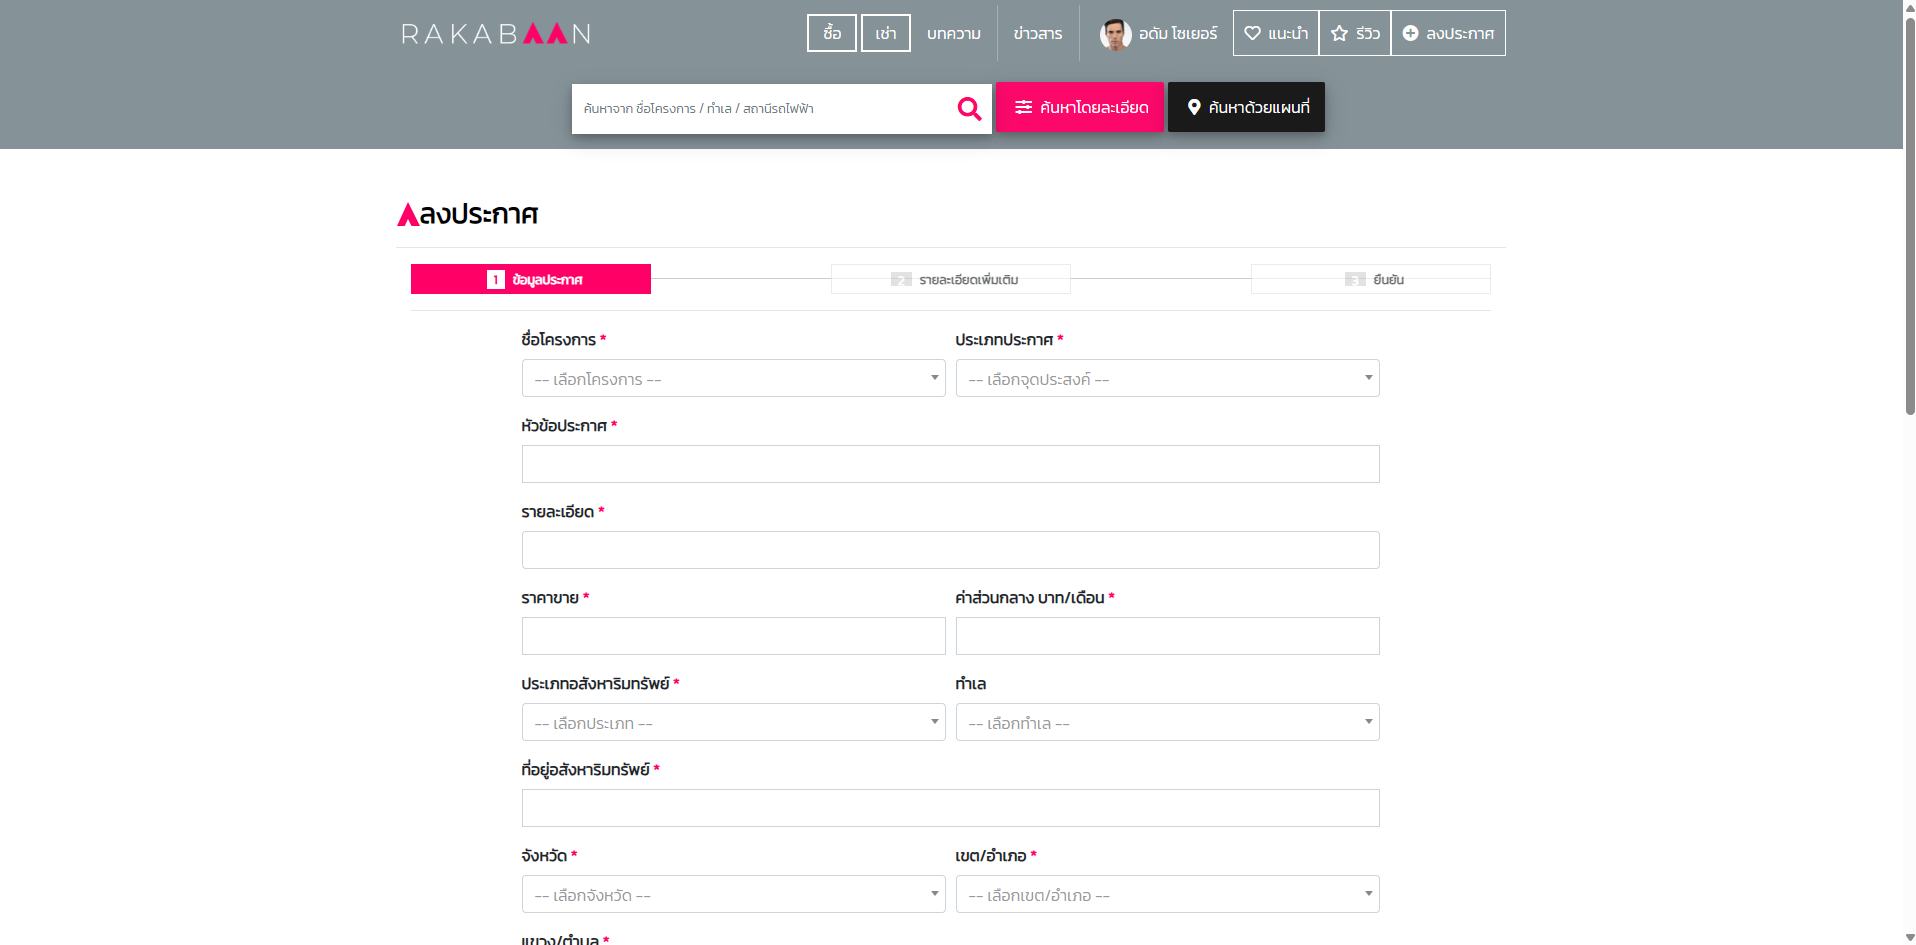 RAKABAAN
ซื้อ เช่า บทความ ข่าวสาร อดัม โซเยอร์ แนะนำ รีวิว ลงประกาศ
ค้นหาจาก ชื่อโครงการ / ทำเล / สถานีรถไฟฟ้า ค้นหาโดยละเอียด ค้นหาด้วยแผนที่
ลงประกาศ
1 ข้อมูลประกาศ 2 รายละเอียดเพิ่มเติม 3 ยืนยัน
ชื่อโครงการ * ประเภทประกาศ *
-- เลือกโครงการ -- -- เลือกจุดประสงค์ --
หัวข้อประกาศ *
รายละเอียด *
ราคาขาย * ค่าส่วนกลาง บาท/เดือน *
ประเภทอสังหาริมทรัพย์ * ทำเล
-- เลือกประเภท -- -- เลือกทำเล --
ที่อยู่อสังหาริมทรัพย์ *
จังหวัด * เขต/อำเภอ *
-- เลือกจังหวัด -- -- เลือกเขต/อำเภอ --
แขวง/ตำบล *